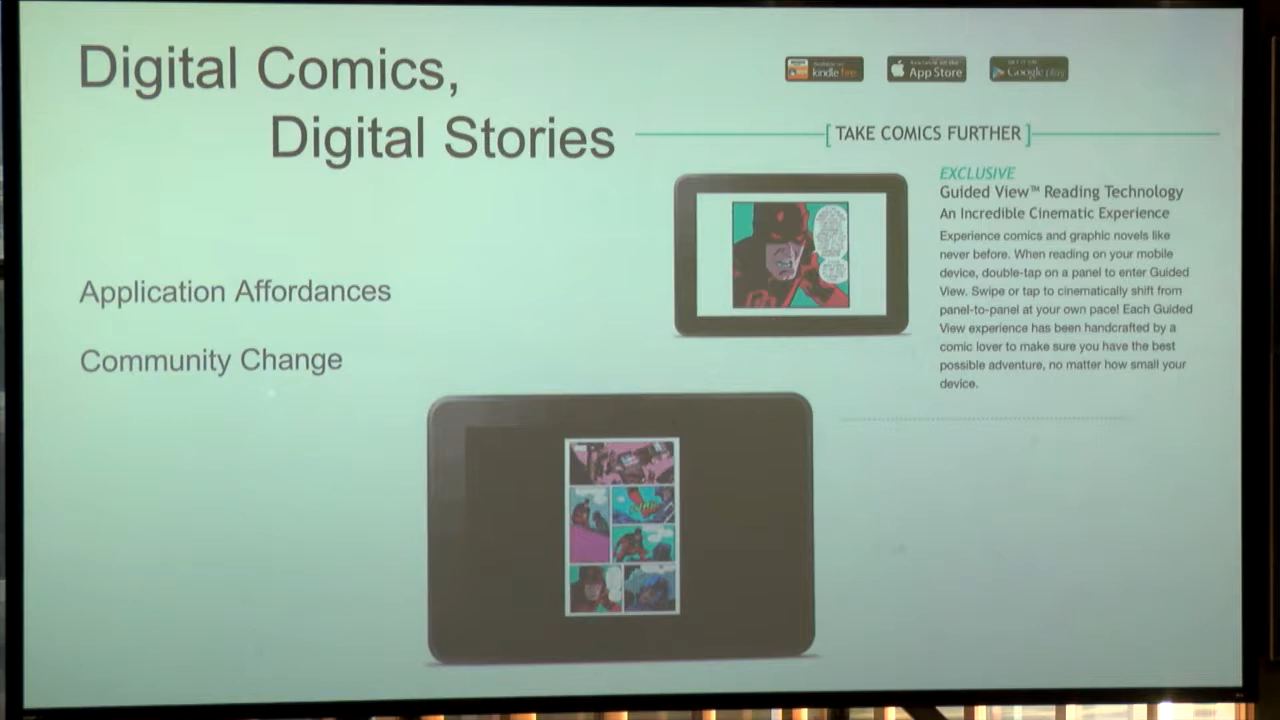 Digital Comics,
Digital Stories
Application Affordances
Community Change
kindle fire
App Store
Google play
[ TAKE COMICS FURTHER ]
EXCLUSIVE
Guided View™ Reading Technology
An Incredible Cinematic Experience
Experience comics and graphic novels like
never before. When reading on your mobile
device, double-tap on a panel to enter Guided
View. Swipe or tap to cinematically shift from
panel-to-panel at your own pace! Each Guided
View experience has been handcrafted by a
comic lover to make sure you have the best
possible adventure, no matter how small your
device.